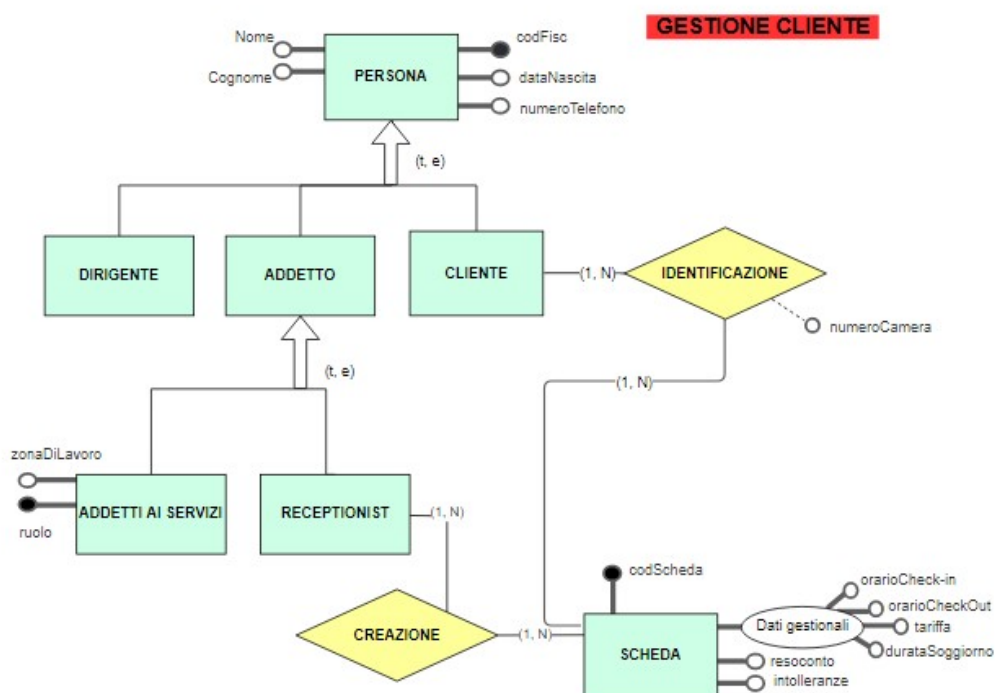 GESTIONE CLIENTE
Nome
codFisc
PERSONA
Cognome
dataNascita
numeroTelefono
(t, e)
DIRIGENTE
ADDETTO
CLIENTE
(1, N)
IDENTIFICAZIONE
numeroCamera
(t, e)
(1, N)
zonaDiLavoro
ADDETTI AI SERVIZI
ruolo
RECEPTIONIST
(1, N)
codScheda
orarioCheck-in
orarioCheckOut
Dati gestionali
tariffa
durataSoggiorno
CREAZIONE
(1, N)
SCHEDA
resoconto
intolleranze